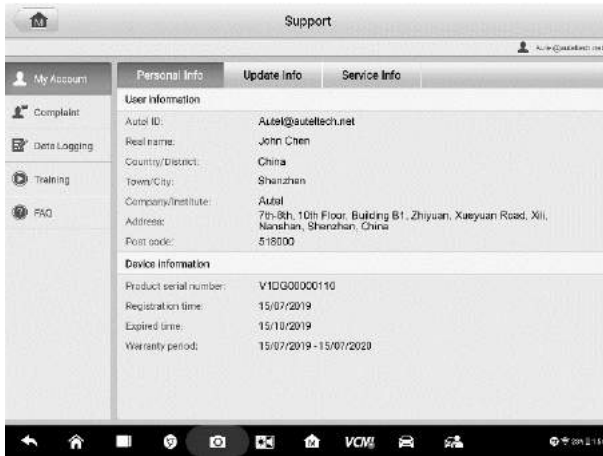 Support
My Account
Personal Info
Update Info
Service Info
User information
Complaint
Autel ID:
Autel@auteltech.net
Data Logging
Real name:
John Chen
Country/District:
China
Training
Town/City:
Shenzhen
Company/Institute:
Autel
FAQ
Address:
7th-8th, 10th Floor, Building B1, Zhiyuan, Xueyuan Road, Xili,
Nanshan, Shenzhen, China
Post code:
518000
Device information
Product serial number:
V1DG00000110
Registration time:
15/07/2019
Expired time:
15/10/2019
Warranty period:
15/07/2019 - 15/07/2020
VCMI